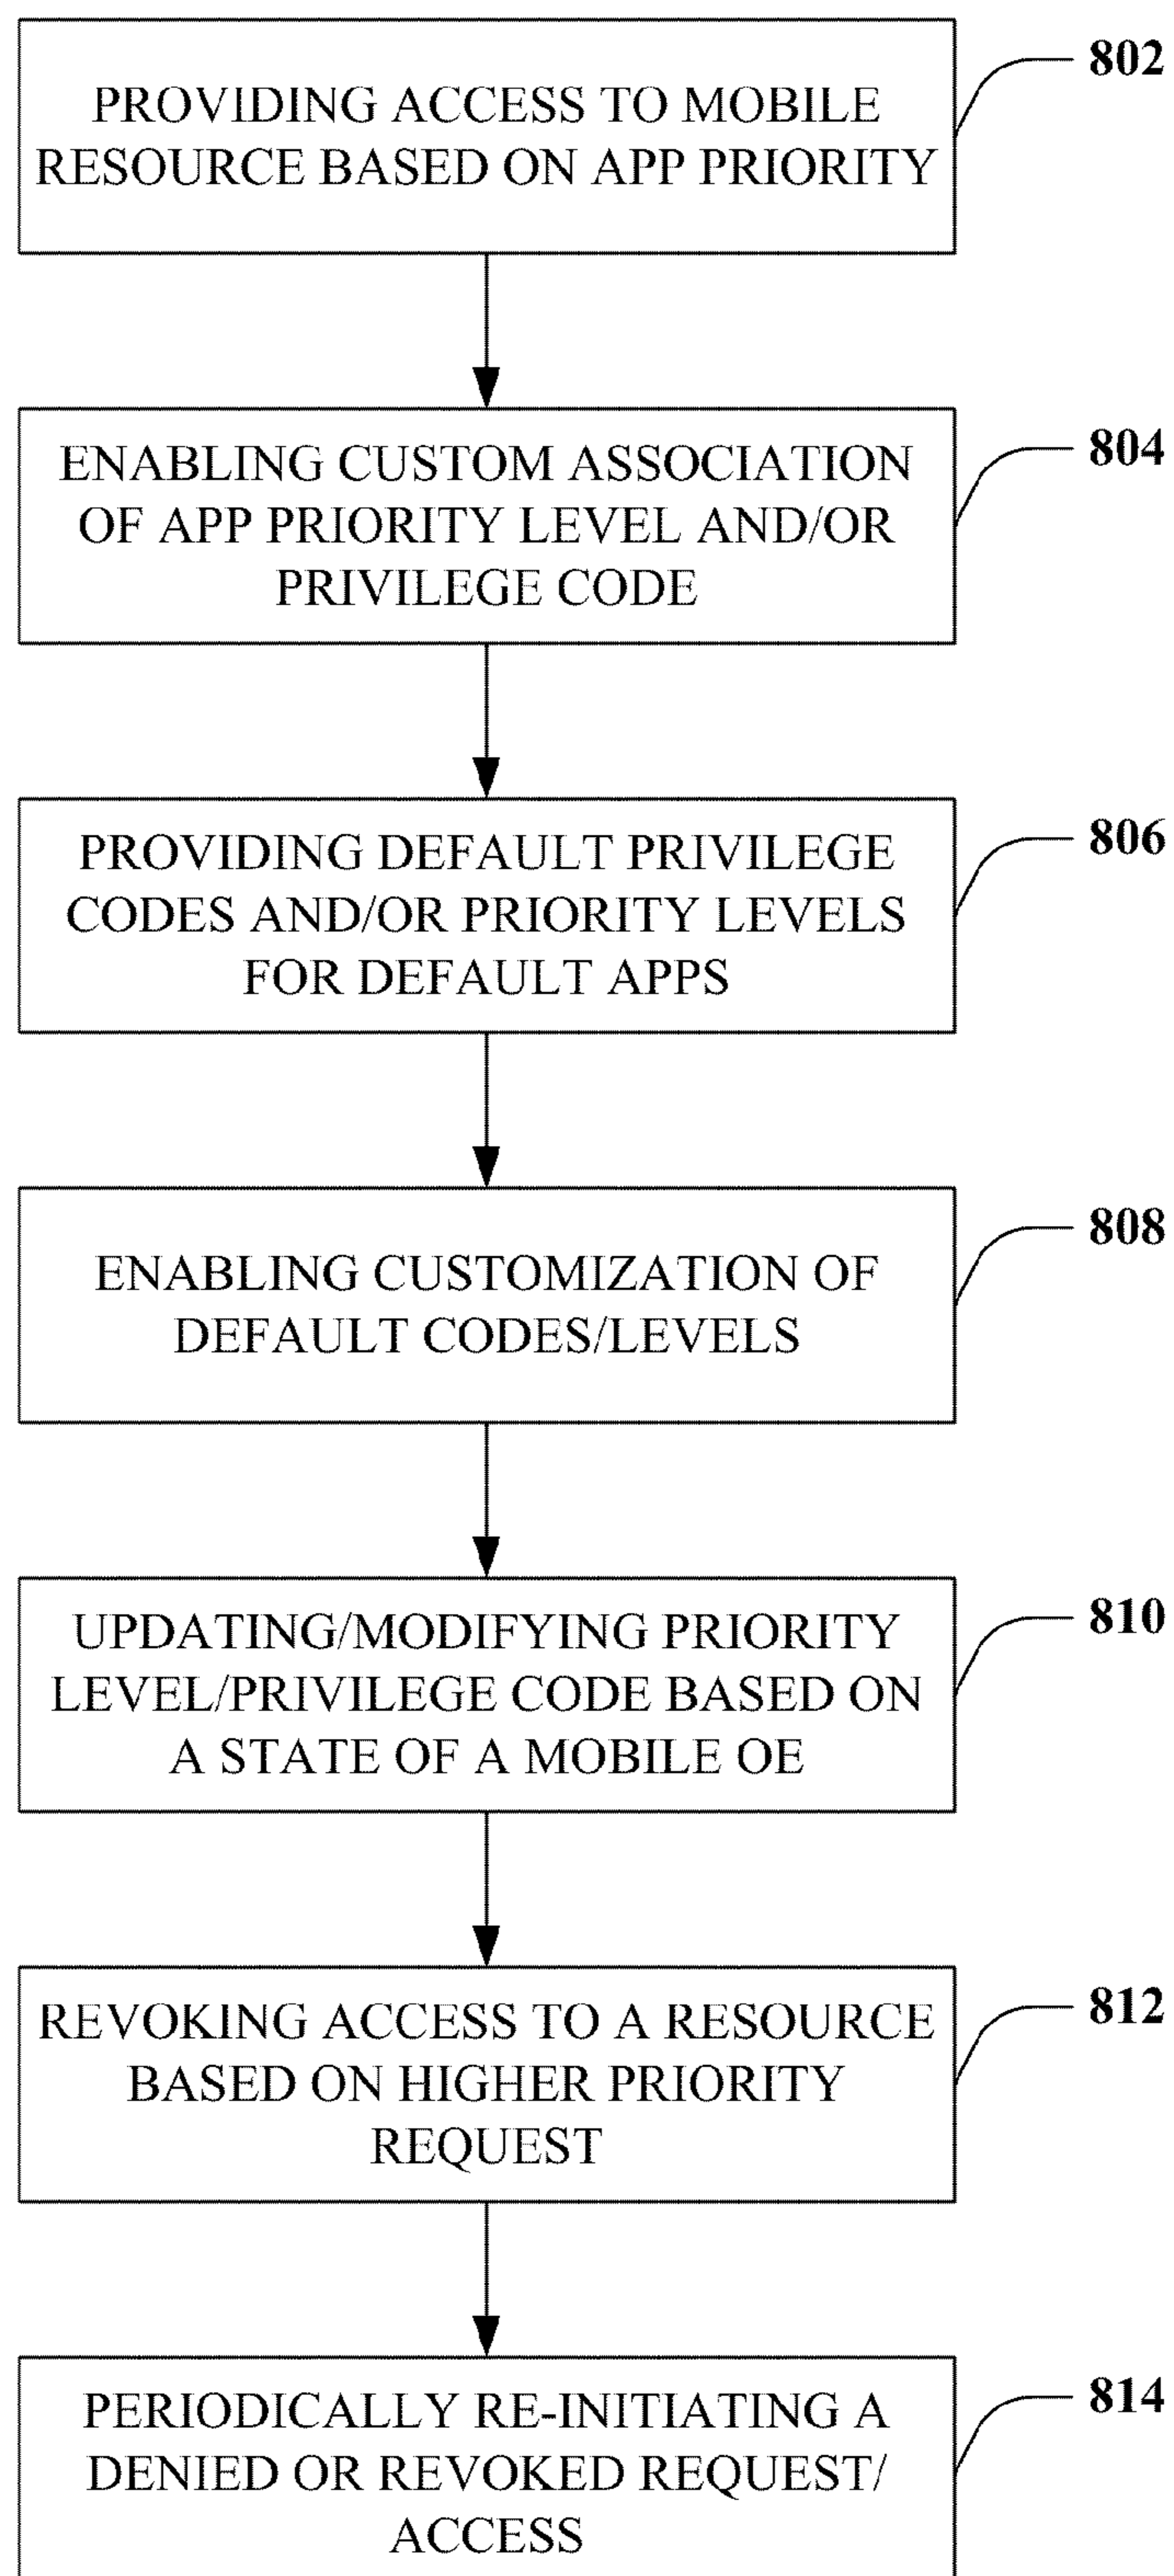 PROVIDING ACCESS TO MOBILE
RESOURCE BASED ON APP PRIORITY
802
ENABLING CUSTOM ASSOCIATION
OF APP PRIORITY LEVEL AND/OR
PRIVILEGE CODE
804
PROVIDING DEFAULT PRIVILEGE
CODES AND/OR PRIORITY LEVELS
FOR DEFAULT APPS
806
ENABLING CUSTOMIZATION OF
DEFAULT CODES/LEVELS
808
UPDATING/MODIFYING PRIORITY
LEVEL/PRIVILEGE CODE BASED ON
A STATE OF A MOBILE OE
810
REVOKING ACCESS TO A RESOURCE
BASED ON HIGHER PRIORITY
REQUEST
812
PERIODICALLY RE-INITIATING A
DENIED OR REVOKED REQUEST/
ACCESS
814